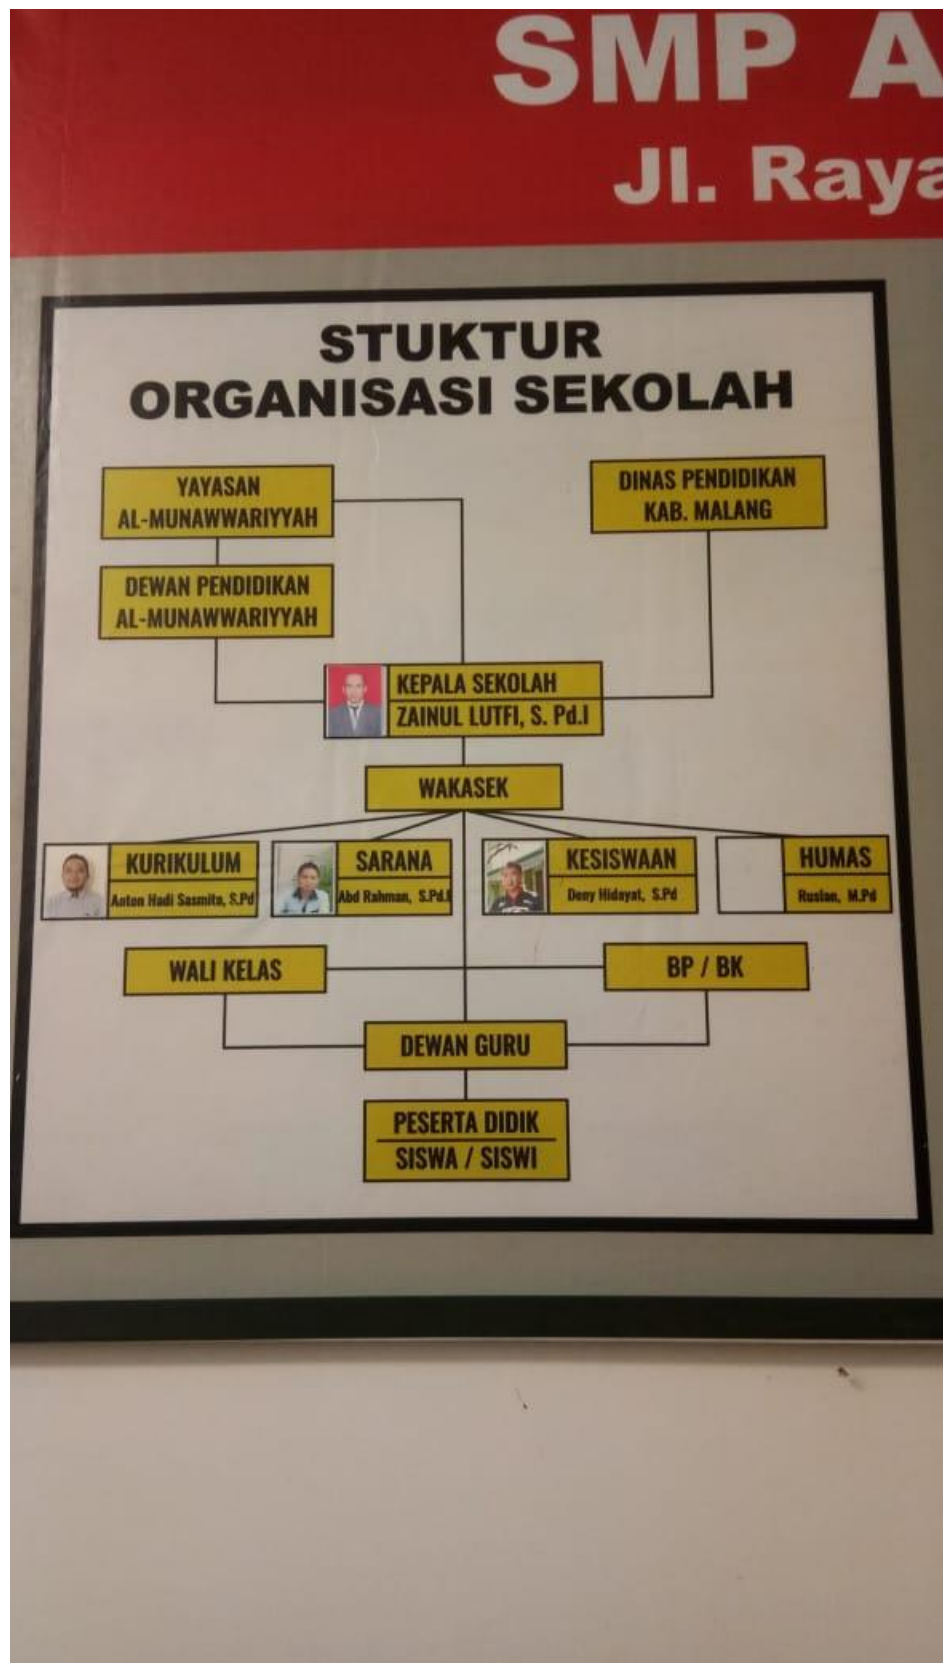 SMP A
Jl. Raya
STUKTUR
ORGANISASI SEKOLAH
YAYASAN
AL-MUNAWWARIYYAH
DINAS PENDIDIKAN
KAB. MALANG
DEWAN PENDIDIKAN
AL-MUNAWWARIYYAH
KEPALA SEKOLAH
ZAINUL LUTFI, S. Pd.I
WAKASEK
KURIKULUM
Anton Hadi Sasmito, S.Pd
SARANA
Abd Rahman, S.Pd.I
KESISWAAN
Deny Hidayat, S.Pd
HUMAS
Ruslan, M.Pd
WALI KELAS
BP / BK
DEWAN GURU
PESERTA DIDIK
SISWA / SISWI